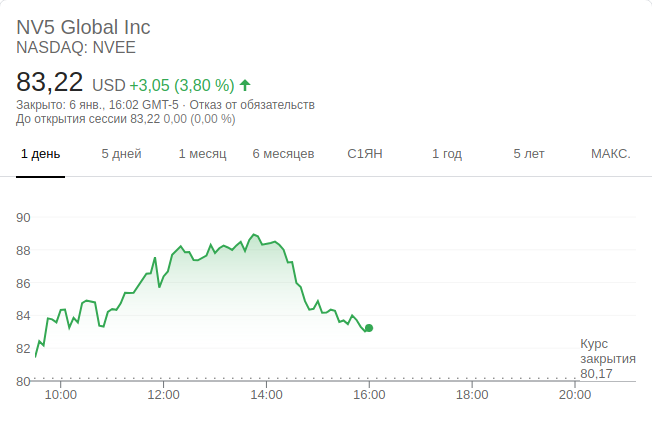 NV5 Global Inc
NASDAQ: NVEE
83,22 USD +3,05 (3,80 %)
Закрыто: 6 янв., 16:02 GMT-5 · Отказ от обязательств
До открытия сессии 83,22 0,00 (0,00 %)
1 день 5 дней 1 месяц 6 месяцев С1ЯН 1 год 5 лет МАКС.
90
88
86
84
82
80
Курс
закрытия
80,17
10:00 12:00 14:00 16:00 18:00 20:00